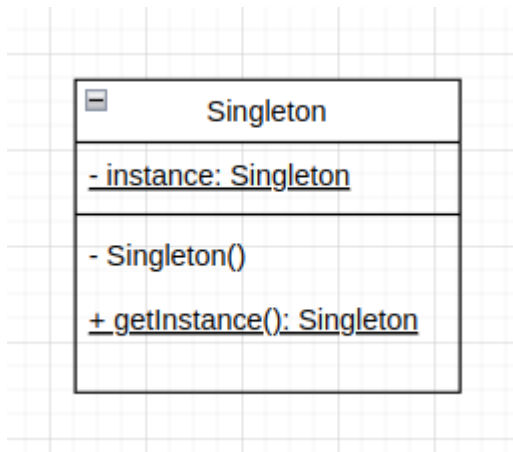 Singleton
- instance: Singleton
- Singleton()
+ getInstance(): Singleton